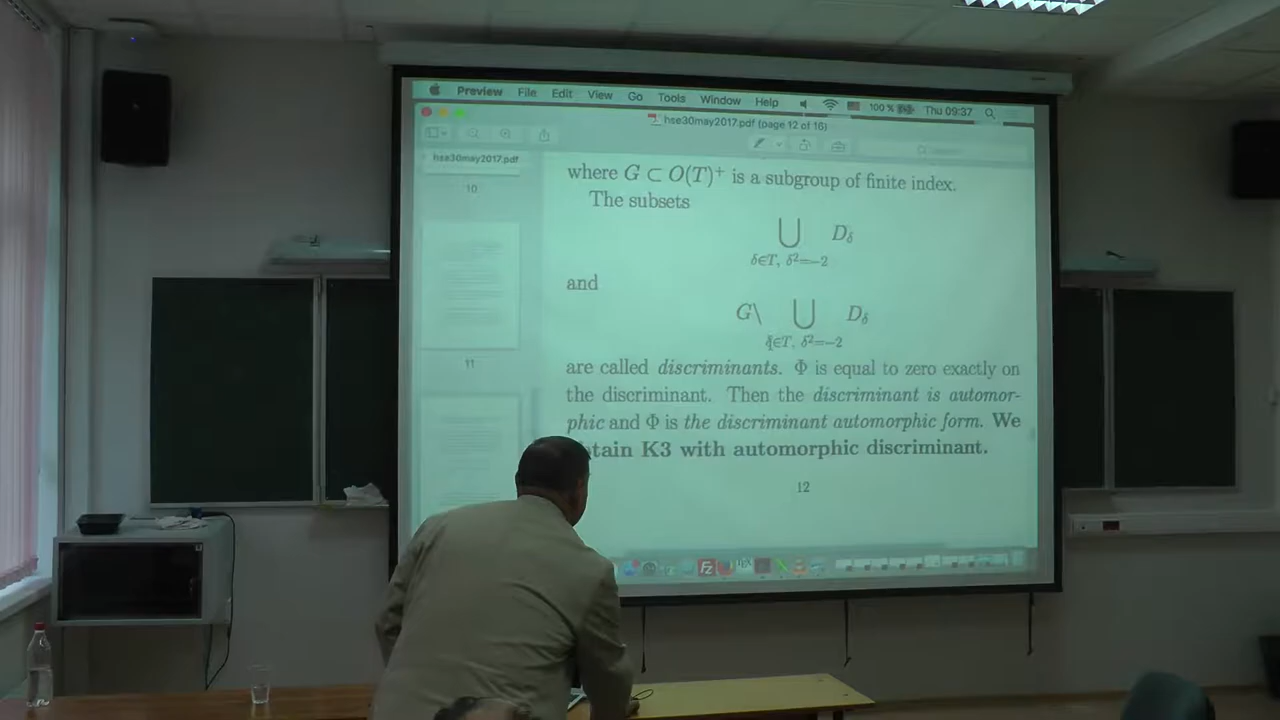 Preview File Edit View Go Tools Window Help 100 % Thu 09:37
hse30may2017.pdf (page 12 of 16)
hse30may2017.pdf
10
11
where G ⊂ O(T)⁺ is a subgroup of finite index.
The subsets
⋃ D_δ
δ∈T, δ²=−2
and
G\ ⋃ D_δ
δ∈T, δ²=−2
are called discriminants. Φ is equal to zero exactly on
the discriminant. Then the discriminant is automor-
phic and Φ is the discriminant automorphic form. We
tain K3 with automorphic discriminant.
12
Fz